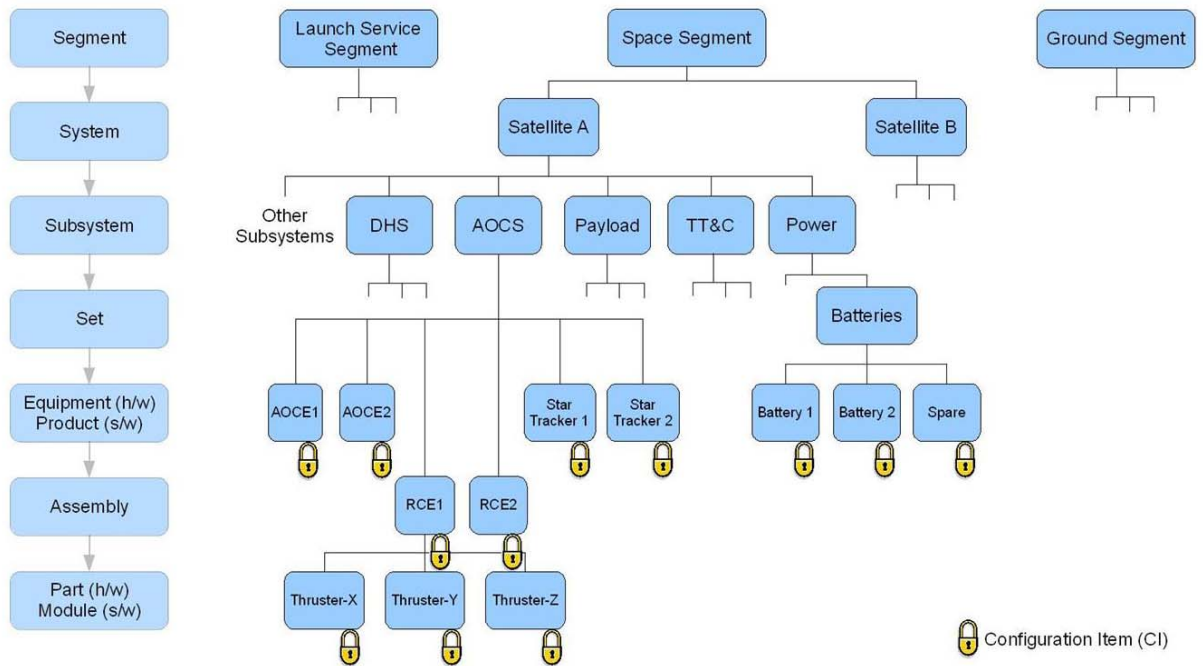 Segment
Launch Service
Segment
Space Segment
Ground Segment
System
Satellite A
Satellite B
Subsystem
Other
Subsystems
DHS
AOCS
Payload
TT&C
Power
Set
Batteries
Equipment (h/w)
Product (s/w)
AOCE1
AOCE2
Star
Tracker 1
Star
Tracker 2
Battery 1
Battery 2
Spare
Assembly
RCE1
RCE2
Part (h/w)
Module (s/w)
Thruster-X
Thruster-Y
Thruster-Z
Configuration Item (CI)